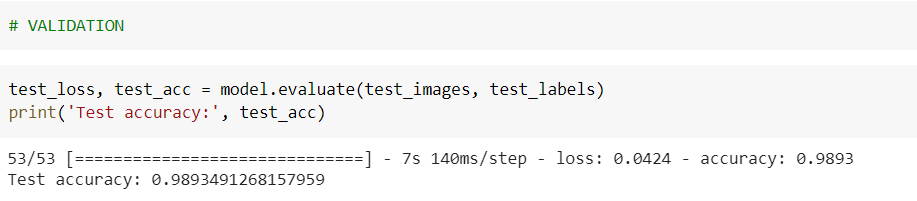 # VALIDATION
test_loss, test_acc = model.evaluate(test_images, test_labels)
print('Test accuracy:', test_acc)
53/53 [==============================] - 7s 140ms/step - loss: 0.0424 - accuracy: 0.9893
Test accuracy: 0.9893491268157959